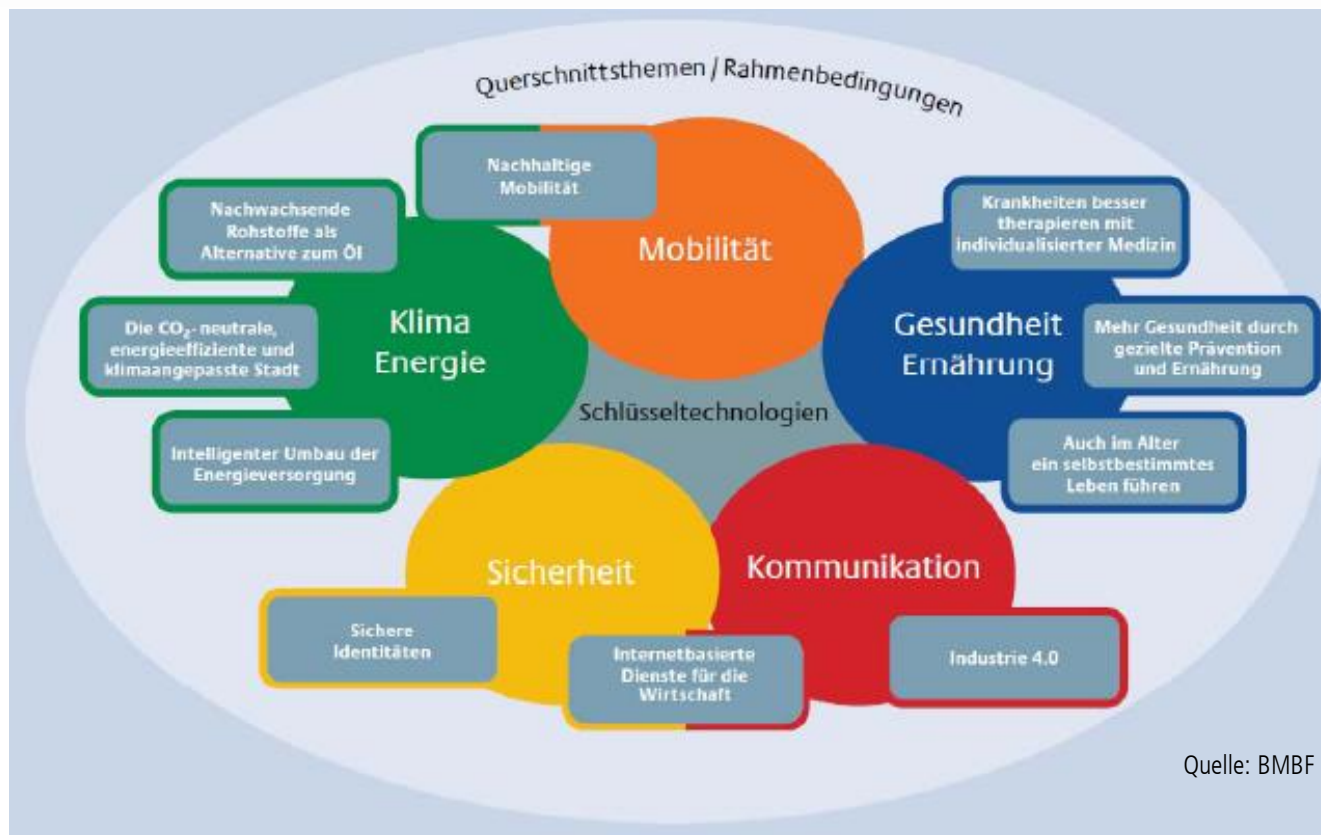 Querschnittsthemen / Rahmenbedingungen
Nachhaltige
Mobilität
Mobilität
Nachwachsende
Rohstoffe als
Alternative zum Öl
Die CO₂-neutrale,
energieeffiziente und
klimaangepasste Stadt
Intelligenter Umbau der
Energieversorgung
Klima
Energie
Krankheiten besser
therapieren mit
individualisierter Medizin
Gesundheit
Ernährung
Mehr Gesundheit durch
gezielte Prävention
und Ernährung
Auch im Alter
ein selbstbestimmtes
Leben führen
Schlüsseltechnologien
Sicherheit
Kommunikation
Sichere
Identitäten
Internetbasierte
Dienste für die
Wirtschaft
Industrie 4.0
Quelle: BMBF